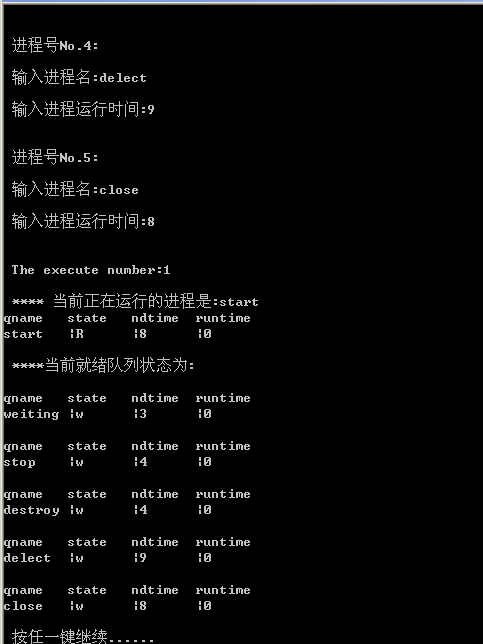 进程号No.4:
输入进程名:delect
输入进程运行时间:9
进程号No.5:
输入进程名:close
输入进程运行时间:8
The execute number:1
**** 当前正在运行的进程是:start
qname state ndtime runtime
start |R |8 |0
****当前就绪队列状态为:
qname state ndtime runtime
weiting |w |3 |0
qname state ndtime runtime
stop |w |4 |0
qname state ndtime runtime
destroy |w |4 |0
qname state ndtime runtime
delect |w |9 |0
qname state ndtime runtime
close |w |8 |0
按任一键继续......